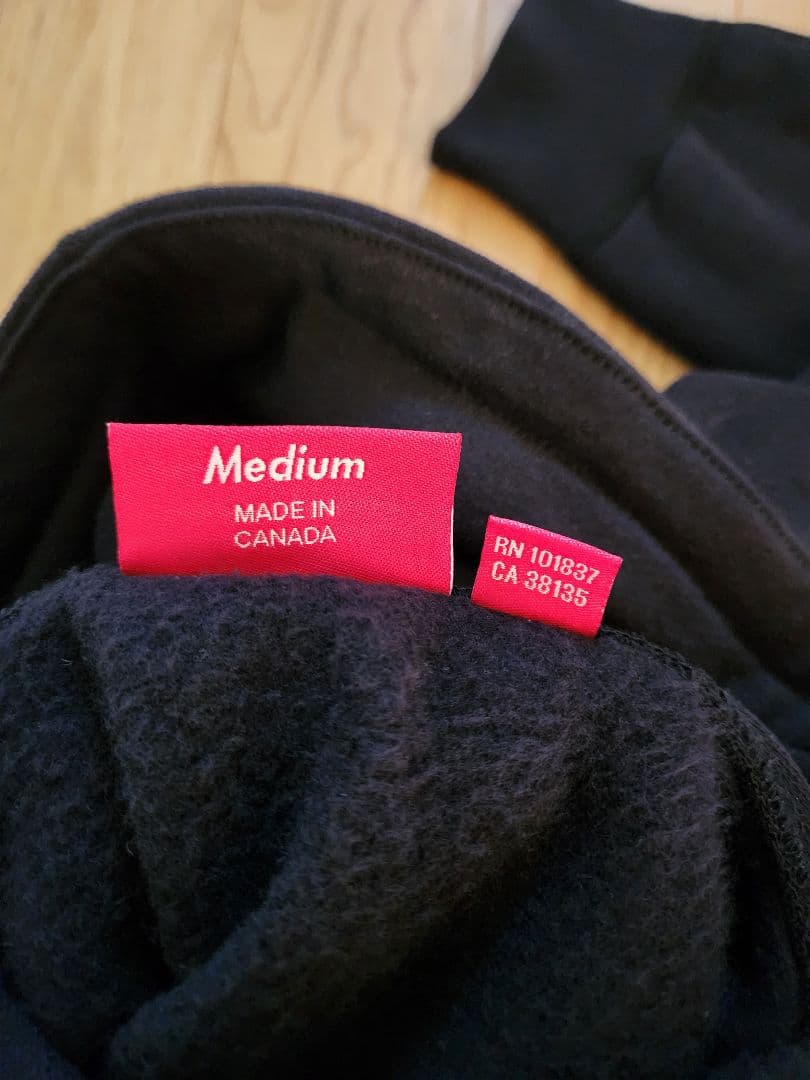 Medium
MADE IN
CANADA
RN 101837
CA 38135